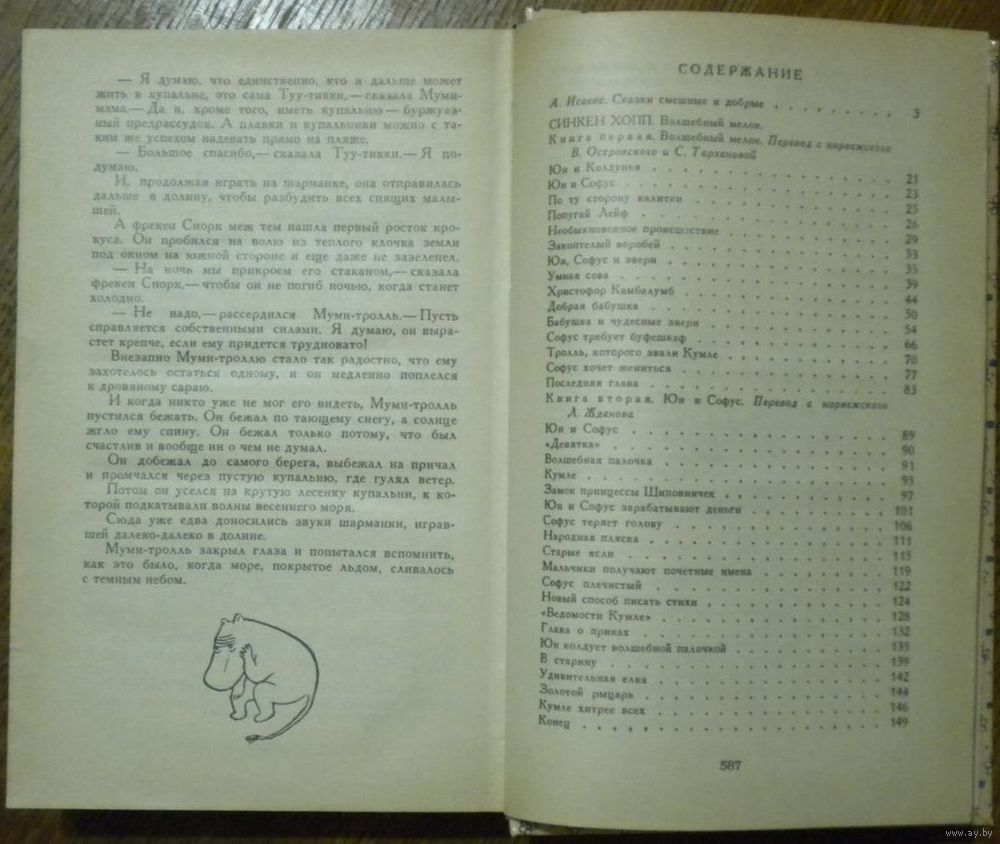 — Я думаю, что единственно, кто и дальше может
жить в купальне, это сама Туу-тикки,— сказала Муми-
мама.— Да и, кроме того, иметь купальню — буржуаз-
ный предрассудок. А плавки и купальники можно с та-
ким же успехом надевать прямо на пляже.
— Большое спасибо,— сказала Туу-тикки.— Я по-
думаю.
И, продолжая играть на шарманке, она отправилась
дальше в долину, чтобы разбудить всех спящих малы-
шей.
А фрекен Снорк меж тем нашла первый росток кро-
куса. Он пробился на волю из теплого клочка земли
под окном на южной стороне и еще даже не зазеленел.
— На ночь мы прикроем его стаканом,— сказала
фрекен Снорк,— чтобы он не погиб ночью, когда станет
холодно.
— Не надо,— рассердился Муми-тролль.— Пусть
справляется собственными силами. Я думаю, он выра-
стет крепче, если ему придется трудновато!
Внезапно Муми-троллю стало так радостно, что ему
захотелось остаться одному, и он медленно поплелся
к дровяному сараю.
И когда никто уже не мог его видеть, Муми-тролль
пустился бежать. Он бежал по тающему снегу, а солнце
жгло ему спину. Он бежал только потому, что был
счастлив и вообще ни о чем не думал.
Он добежал до самого берега, выбежал на причал
и промчался через пустую купальню, где гулял ветер.
Потом он уселся на крутую лесенку купальни, к ко-
торой подкатывали волны весеннего моря.
Сюда уже едва доносились звуки шарманки, играв-
шей далеко-далеко в долине.
Муми-тролль закрыл глаза и попытался вспомнить,
как это было, когда море, покрытое льдом, сливалось
с темным небом.
СОДЕРЖАНИЕ
А. Исаева. Сказки смешные и добрые . . . . . . . 3
СИНКЕН ХОПП. Волшебный мелок.
Книга первая. Волшебный мелок. Перевод с норвежского
В. Островского и С. Тархановой
Юн и Колдунья . . . . . . . 21
Юн и Софус . . . . . . . 23
По ту сторону калитки . . . . . . . 25
Попугай Лейф . . . . . . . 26
Необыкновенное происшествие . . . . . . . 29
Закоптелый воробей . . . . . . . 33
Юн, Софус и звери . . . . . . . 35
Умная сова . . . . . . . 39
Христофор Камбалумб . . . . . . . 44
Добрая бабушка . . . . . . . 50
Бабушка и чудесные звери . . . . . . . 54
Софус требует буфешкаф . . . . . . . 66
Тролль, которого звали Кумле . . . . . . . 70
Софус хочет жениться . . . . . . . 77
Последняя глава . . . . . . . 83
Книга вторая. Юн и Софус. Перевод с норвежского
Л. Жданова
Юн и Софус . . . . . . . 89
«Девятка» . . . . . . . 90
Волшебная палочка . . . . . . . 91
Кумле . . . . . . . 95
Замок принцессы Шиповничек . . . . . . . 97
Юн и Софус зарабатывают деньги . . . . . . . 101
Софус теряет голову . . . . . . . 106
Народная пляска . . . . . . . 111
Старые ясли . . . . . . . 115
Мальчики получают почетные имена . . . . . . . 119
Софус плечистый . . . . . . . 122
Новый способ писать стихи . . . . . . . 124
«Ведомости Кумле» . . . . . . . 128
Глава о приках . . . . . . . 132
Юн колдует волшебной палочкой . . . . . . . 135
В старину . . . . . . . 139
Удивительная елка . . . . . . . 142
Золотой рыцарь . . . . . . . 144
Кумле хитрее всех . . . . . . . 146
Конец . . . . . . . 149
587
www.ay.by